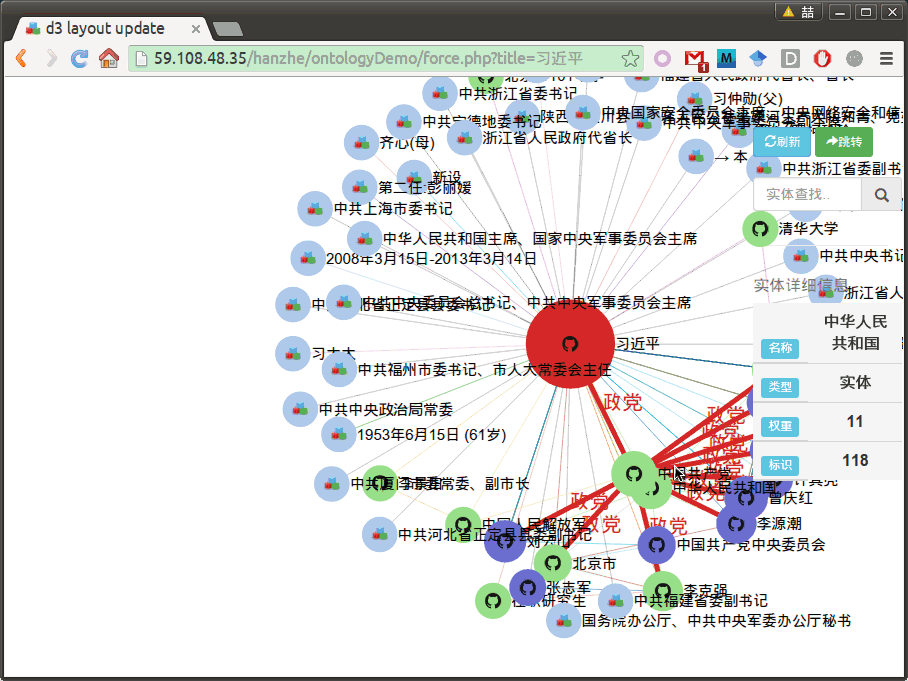 喆
d3 layout update
59.108.48.35/hanzhe/ontologyDemo/force.php?title=习近平
1
M
D
中共浙江省委书记
习仲勋(父)
中共宁德地委书记
齐心(母)
浙江省人民政府代省长
→ 本
刷新
跳转
中共浙江省委副书
新设
第二任:彭丽媛
实体查找..
中共上海市委书记
清华大学
中华人民共和国主席、国家中央军事委员会主席
2008年3月15日-2013年3月14日
中共中央书记
实体详细信息
浙江省人
中共中央委员会总书记、中共中央军事委员会主席
名称
中华人民
共和国
习近平
中共福州市委书记、市人大常委会主任
类型
实体
政党
中共中央政治局常委
权重
11
1953年6月15日 (61岁)
标识
118
中国共产党
中华人民共和国
曾庆红
政党
政党
政党
李源潮
中共河北省正定县县委副书记
中国共产党中央委员会
北京市
张志军
李克强
中共福建省委副书记
国务院办公厅、中共中央军委办公厅秘书